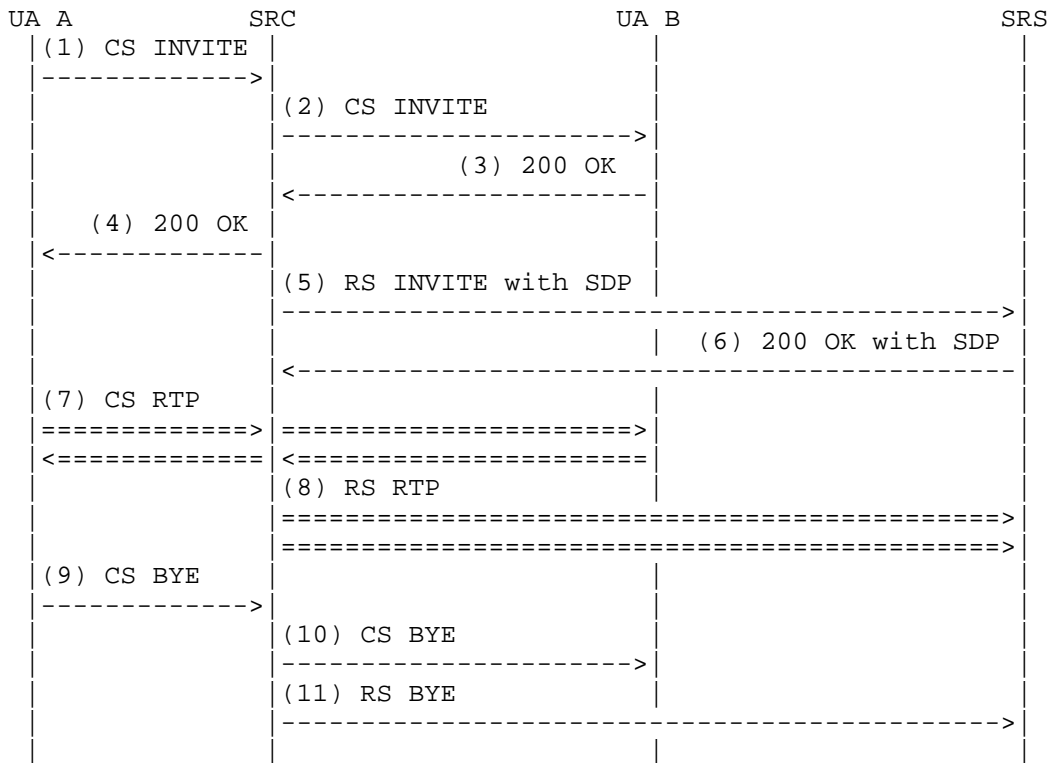 UA A SRC UA B SRS
(1) CS INVITE
(2) CS INVITE
(3) 200 OK
(4) 200 OK
(5) RS INVITE with SDP
(6) 200 OK with SDP
(7) CS RTP
(8) RS RTP
(9) CS BYE
(10) CS BYE
(11) RS BYE